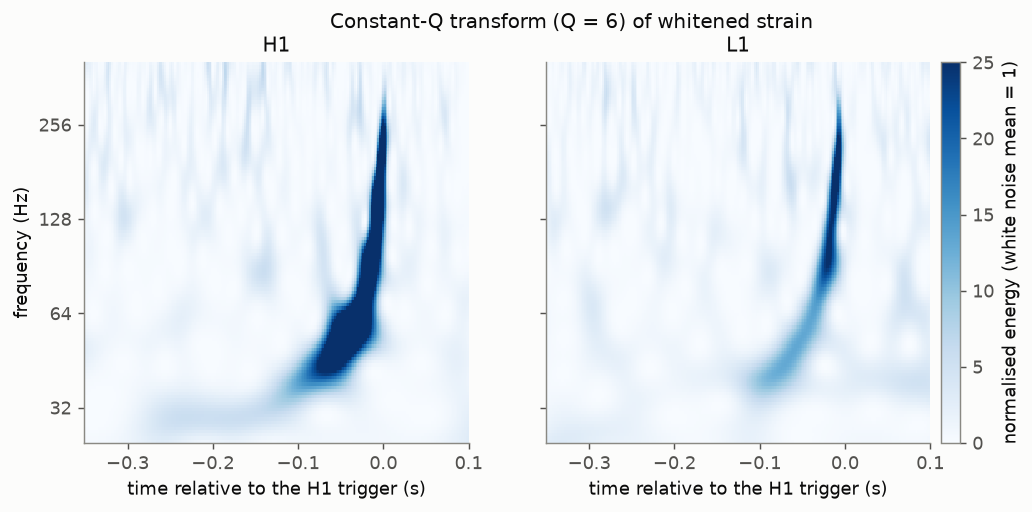 Constant-Q transform (Q = 6) of whitened strain
H1
L1
frequency (Hz)
256
128
64
32
−0.3
−0.2
−0.1
0.0
0.1
time relative to the H1 trigger (s)
−0.3
−0.2
−0.1
0.0
0.1
time relative to the H1 trigger (s)
25
20
15
10
5
0
normalised energy (white noise mean = 1)